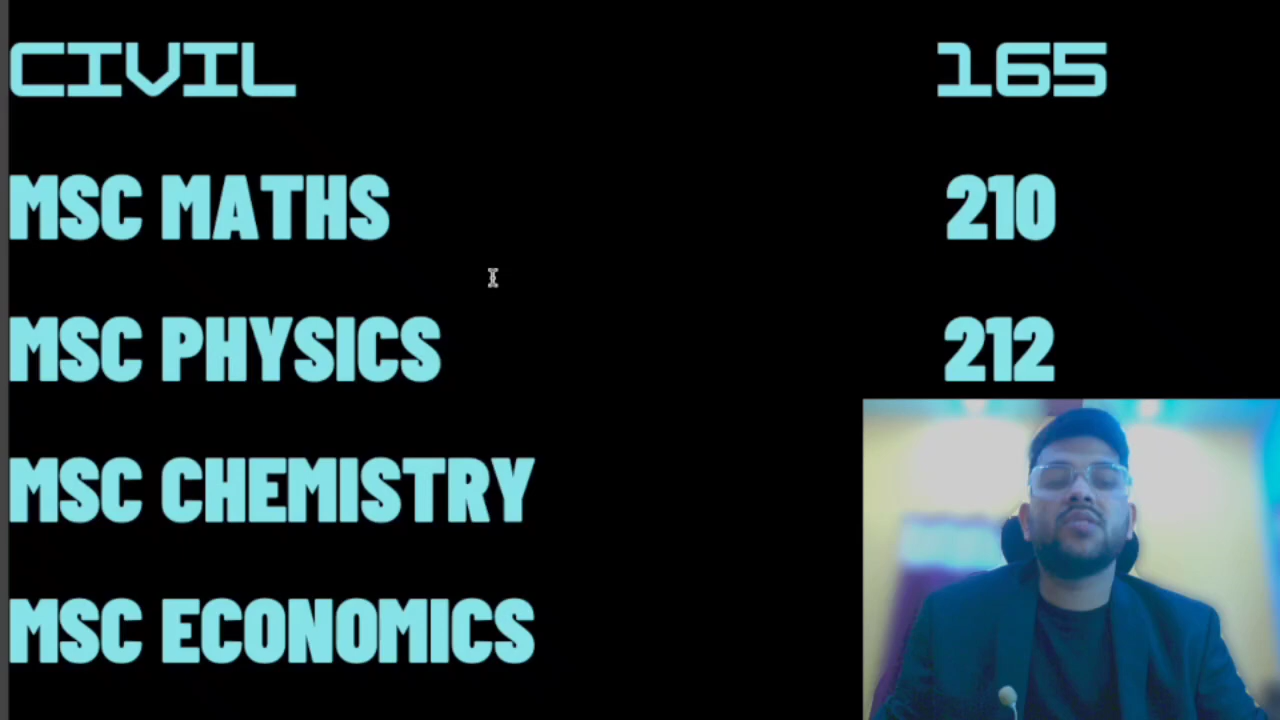 CIVIL 165
MSC MATHS 210
MSC PHYSICS 212
MSC CHEMISTRY
MSC ECONOMICS